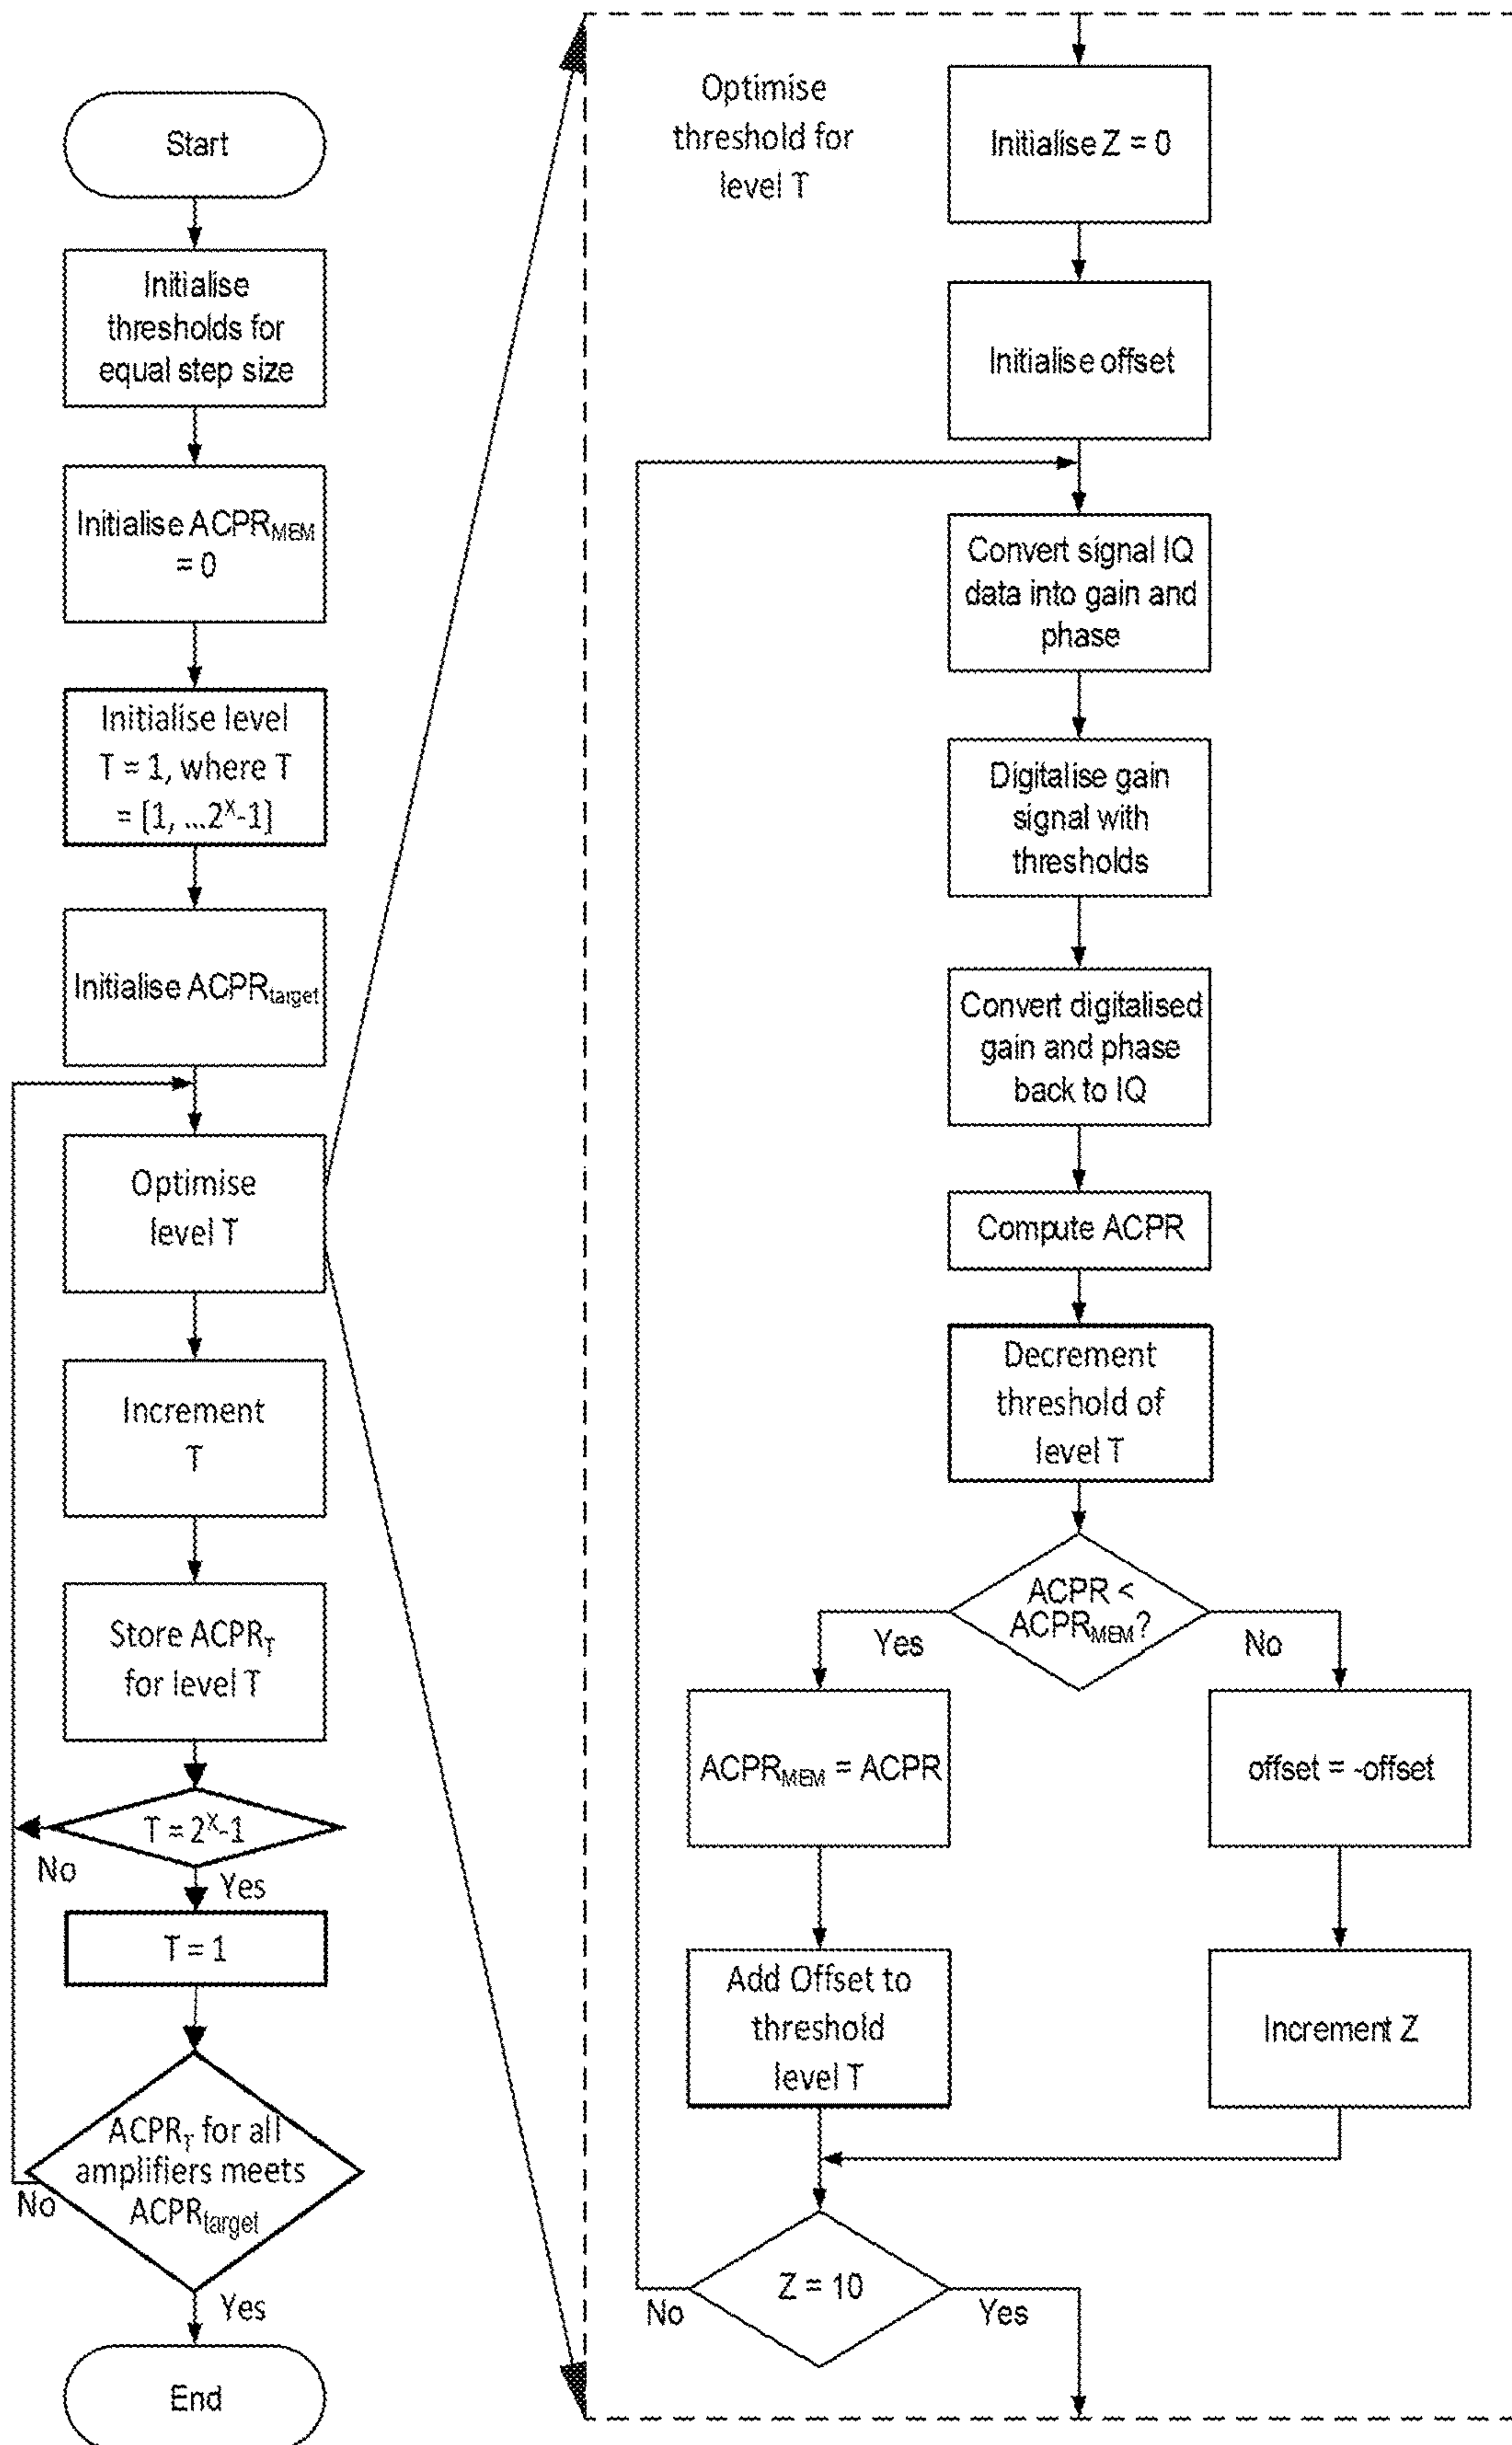 Start
Initialise
thresholds for
equal step size
Initialise ACPR_MEM
= 0
Initialise level
T = 1, where T
= [1, ...2^X-1]
Initialise ACPR_target
Optimise
level T
Increment
T
Store ACPR_T
for level T
T = 2^X-1
No
Yes
T = 1
ACPR_T for all
amplifiers meets
ACPR_target
No
Yes
End
Optimise
threshold for
level T
Initialise Z = 0
Initialise offset
Convert signal IQ
data into gain and
phase
Digitalise gain
signal with
thresholds
Convert digitalised
gain and phase
back to IQ
Compute ACPR
Decrement
threshold of
level T
ACPR <
ACPR_MEM?
Yes
No
ACPR_MEM = ACPR
offset = -offset
Add Offset to
threshold
level T
Increment Z
Z = 10
No
Yes